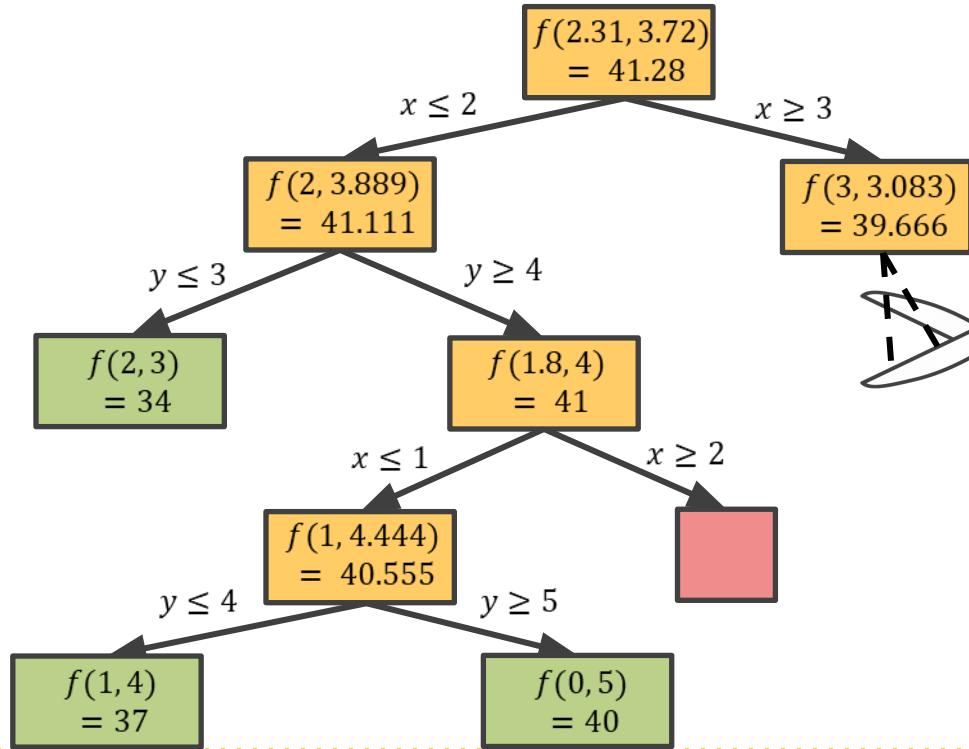 f(2.31, 3.72)
= 41.28
x ≤ 2
x ≥ 3
f(2, 3.889)
= 41.111
f(3, 3.083)
= 39.666
y ≤ 3
y ≥ 4
f(2, 3)
= 34
f(1.8, 4)
= 41
x ≤ 1
x ≥ 2
f(1, 4.444)
= 40.555
y ≤ 4
y ≥ 5
f(1, 4)
= 37
f(0, 5)
= 40